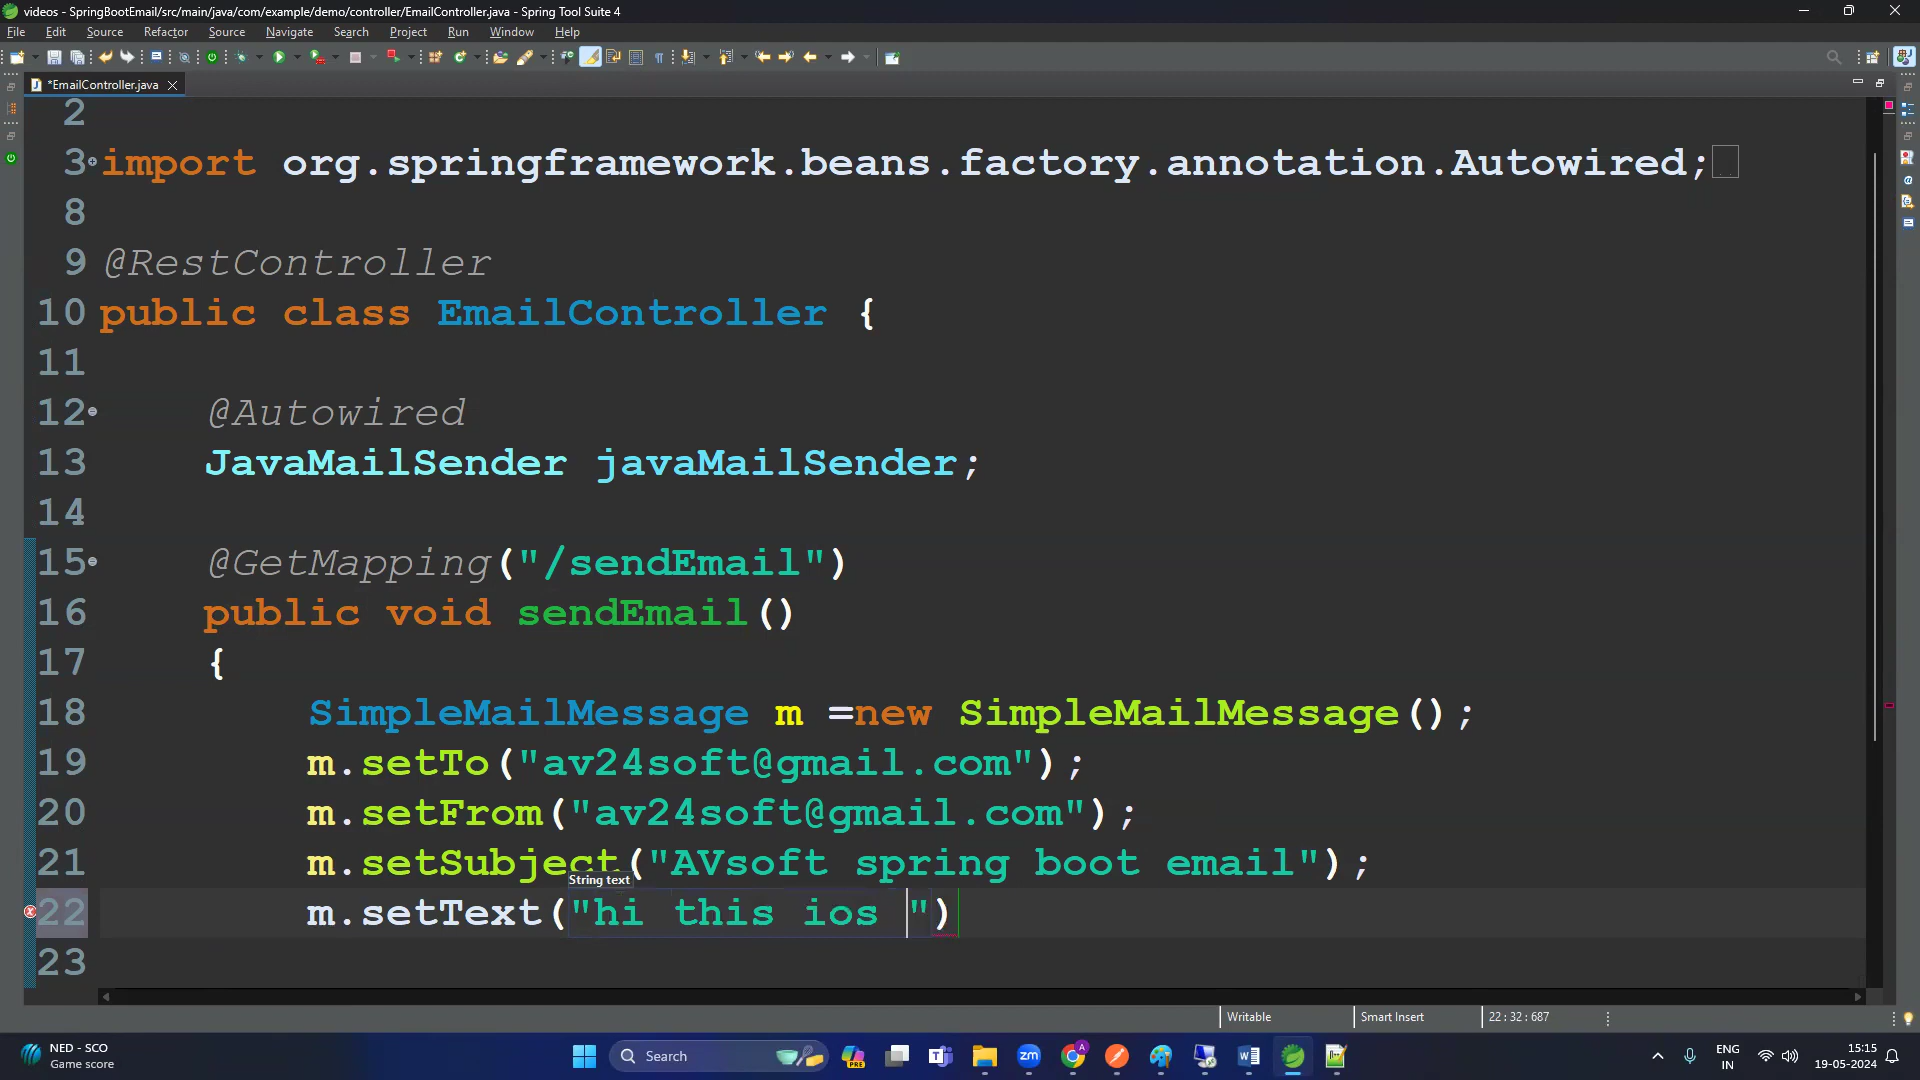 videos - SpringBootEmail/src/main/java/com/example/demo/controller/EmailController.java - Spring Tool Suite 4
File Edit Source Refactor Source Navigate Search Project Run Window Help
*EmailController.java
2
3 import org.springframework.beans.factory.annotation.Autowired;
8
9 @RestController
10 public class EmailController {
11
12 @Autowired
13 JavaMailSender javaMailSender;
14
15 @GetMapping("/sendEmail")
16 public void sendEmail()
17 {
18 SimpleMailMessage m =new SimpleMailMessage();
19 m.setTo("av24soft@gmail.com");
20 m.setFrom("av24soft@gmail.com");
21 m.setSubject("AVsoft spring boot email");
String text
22 m.setText("hi this ios ")
23
Writable Smart Insert 22 : 32 : 687
NED - SCO
Game score
Search
ENG
IN
15:15
19-05-2024